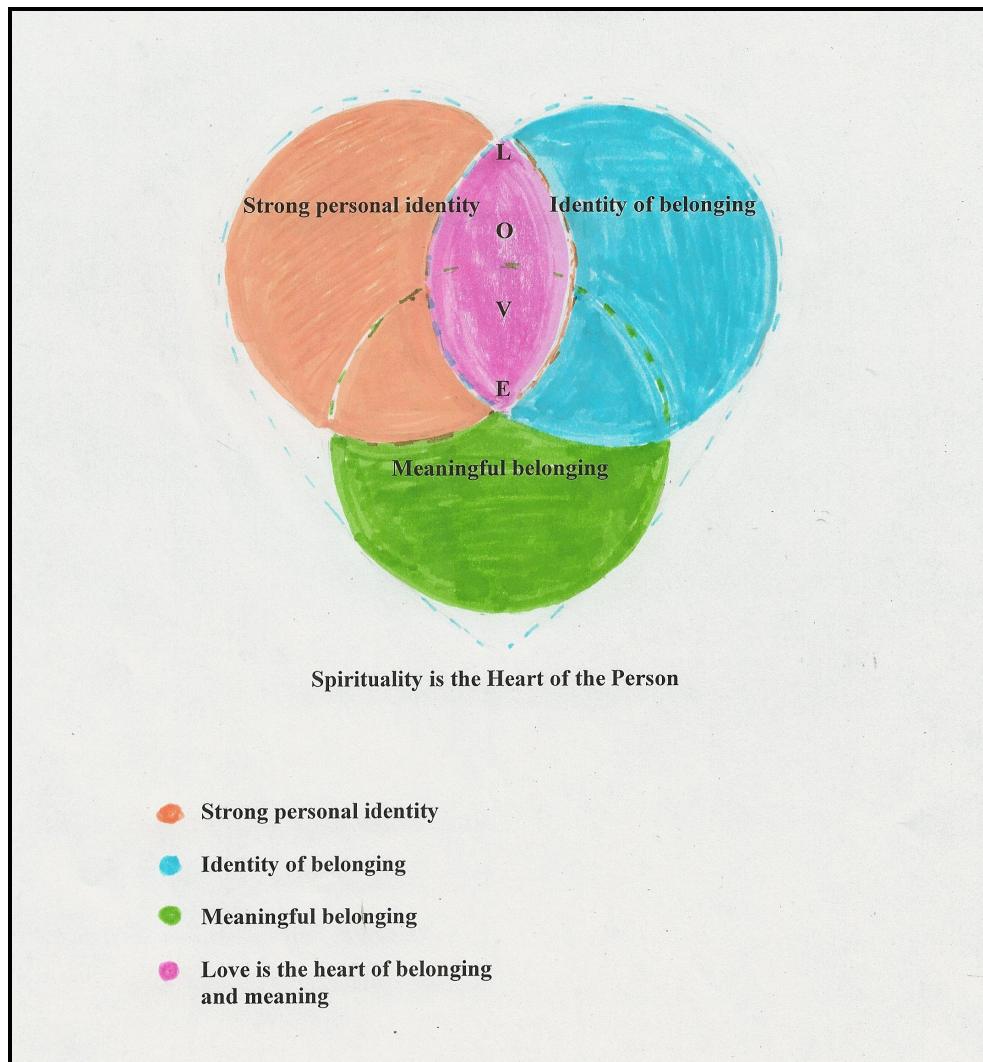 L
Strong personal identity
Identity of belonging
O
V
E
Meaningful belonging
Spirituality is the Heart of the Person
Strong personal identity
Identity of belonging
Meaningful belonging
Love is the heart of belonging
and meaning